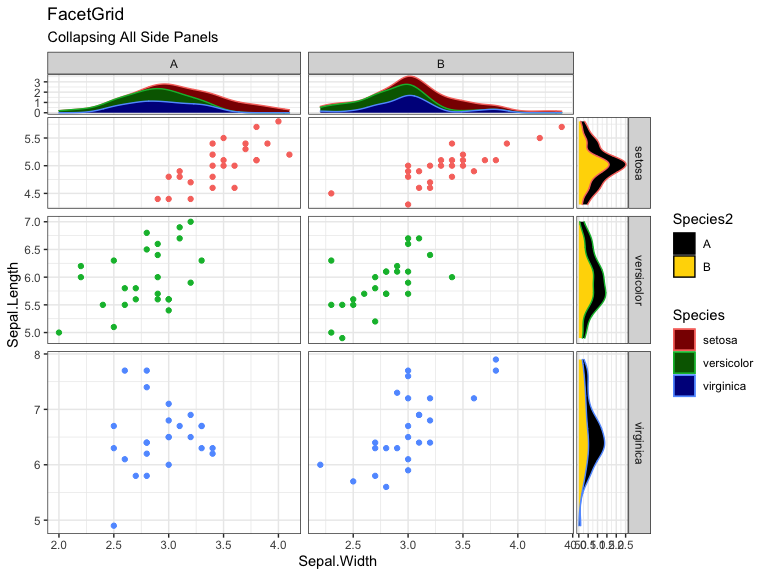 FacetGrid
Collapsing All Side Panels
A
B
3
2
1
0
5.5
5.0
4.5
setosa
7.0
6.5
6.0
5.5
5.0
versicolor
8
7
6
5
virginica
Sepal.Length
2.0
2.5
3.0
3.5
4.0
2.5
3.0
3.5
4.0
Sepal.Width
Species2
A
B
Species
setosa
versicolor
virginica